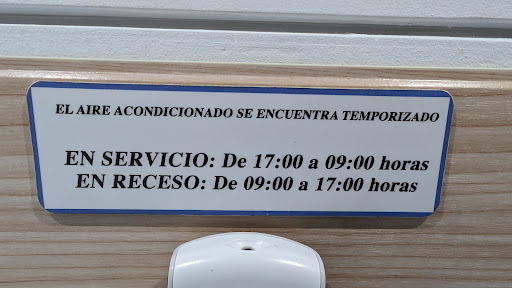 EL AIRE ACONDICIONADO SE ENCUENTRA TEMPORIZADO
EN SERVICIO: De 17:00 a 09:00 horas
EN RECESO: De 09:00 a 17:00 horas